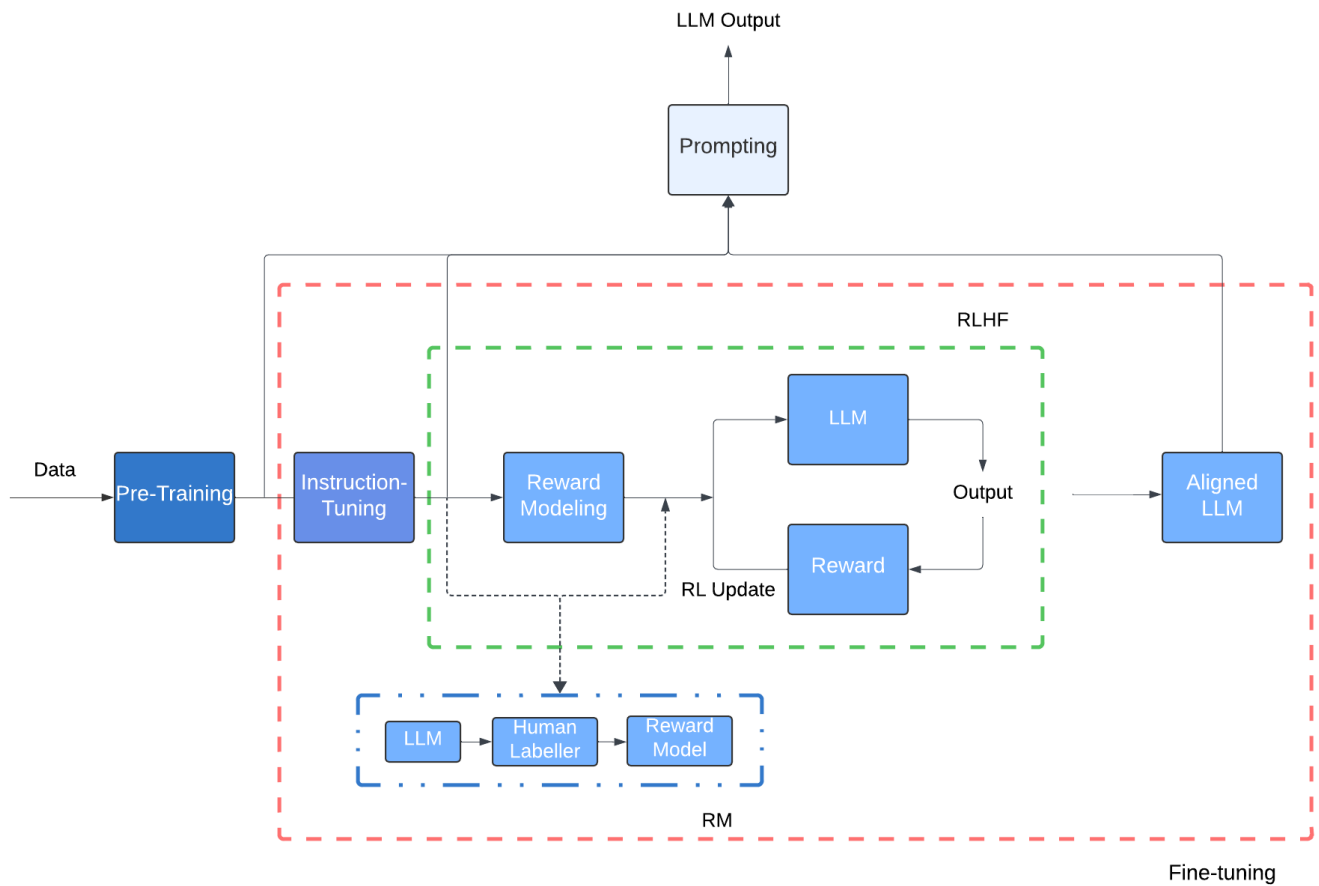 LLM Output
Prompting
RLHF
LLM
Data
Pre-Training
Instruction-
Tuning
Reward
Modeling
Output
Aligned
LLM
Reward
RL Update
LLM
Human
Labeller
Reward
Model
RM
Fine-tuning